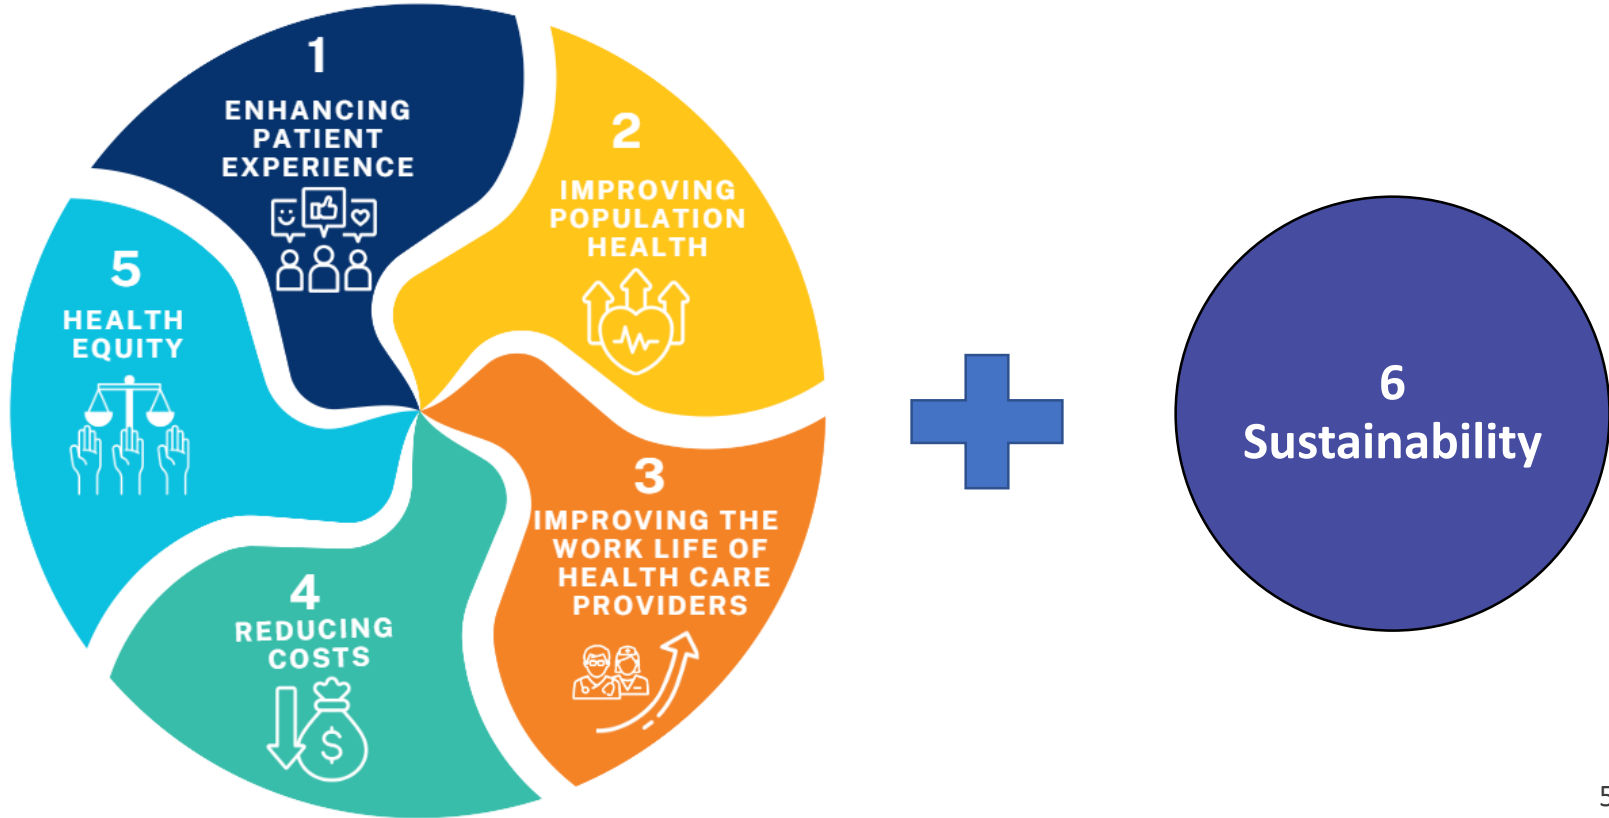 1
ENHANCING
PATIENT
EXPERIENCE
2
IMPROVING
POPULATION
HEALTH
3
IMPROVING THE
WORK LIFE OF
HEALTH CARE
PROVIDERS
4
REDUCING
COSTS
$
5
HEALTH
EQUITY
6
Sustainability
5